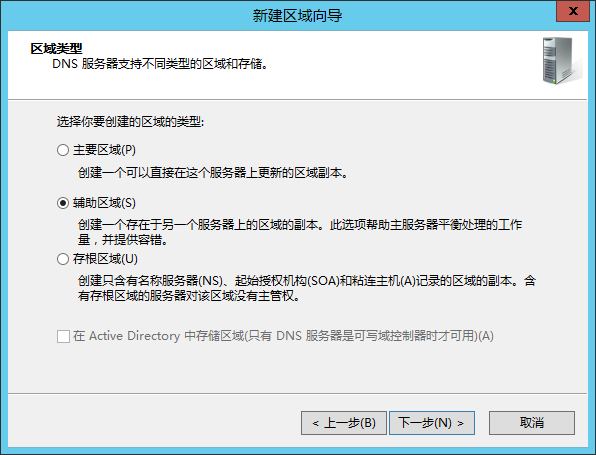 新建区域向导
x
区域类型
DNS 服务器支持不同类型的区域和存储。
选择你要创建的区域的类型:
主要区域(P)
创建一个可以直接在这个服务器上更新的区域副本。
辅助区域(S)
创建一个存在于另一个服务器上的区域的副本。此选项帮助主服务器平衡处理的工作
量，并提供容错。
存根区域(U)
创建只含有名称服务器(NS)、起始授权机构(SOA)和粘连主机(A)记录的区域的副本。含
有存根区域的服务器对该区域没有主管权。
在 Active Directory 中存储区域(只有 DNS 服务器是可写域控制器时才可用)(A)
< 上一步(B) 下一步(N) > 取消